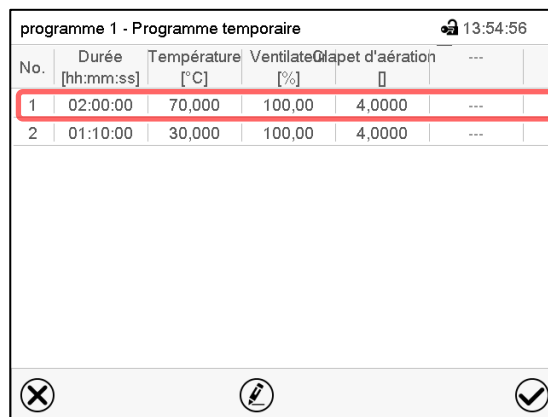 programme 1 - Programme temporaire 13:54:56
No. Durée Température Ventilateur Clapet d'aération ---
[hh:mm:ss] [°C] [%] []
1 02:00:00 70,000 100,00 4,0000 ---
2 01:10:00 30,000 100,00 4,0000 ---